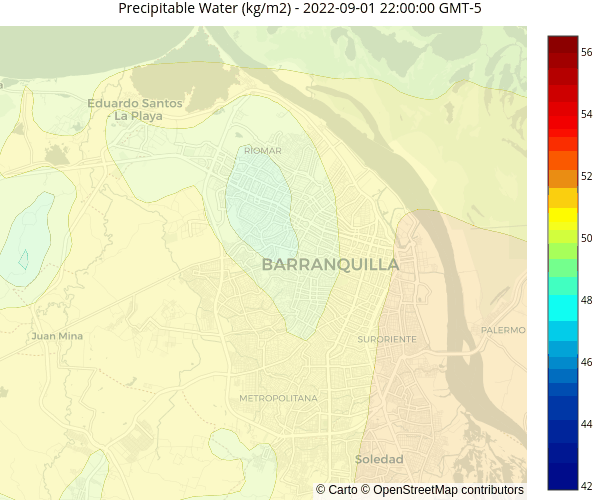 Precipitable Water (kg/m2) - 2022-09-01 22:00:00 GMT-5
56
54
52
50
48
46
44
42
Eduardo Santos
- La Playa
RIOMAR
BARRANQUILLA
Juan Mina
SURORIENTE
PALERMO
METROPOLITANA
Soledad
© Carto © OpenStreetMap contributors